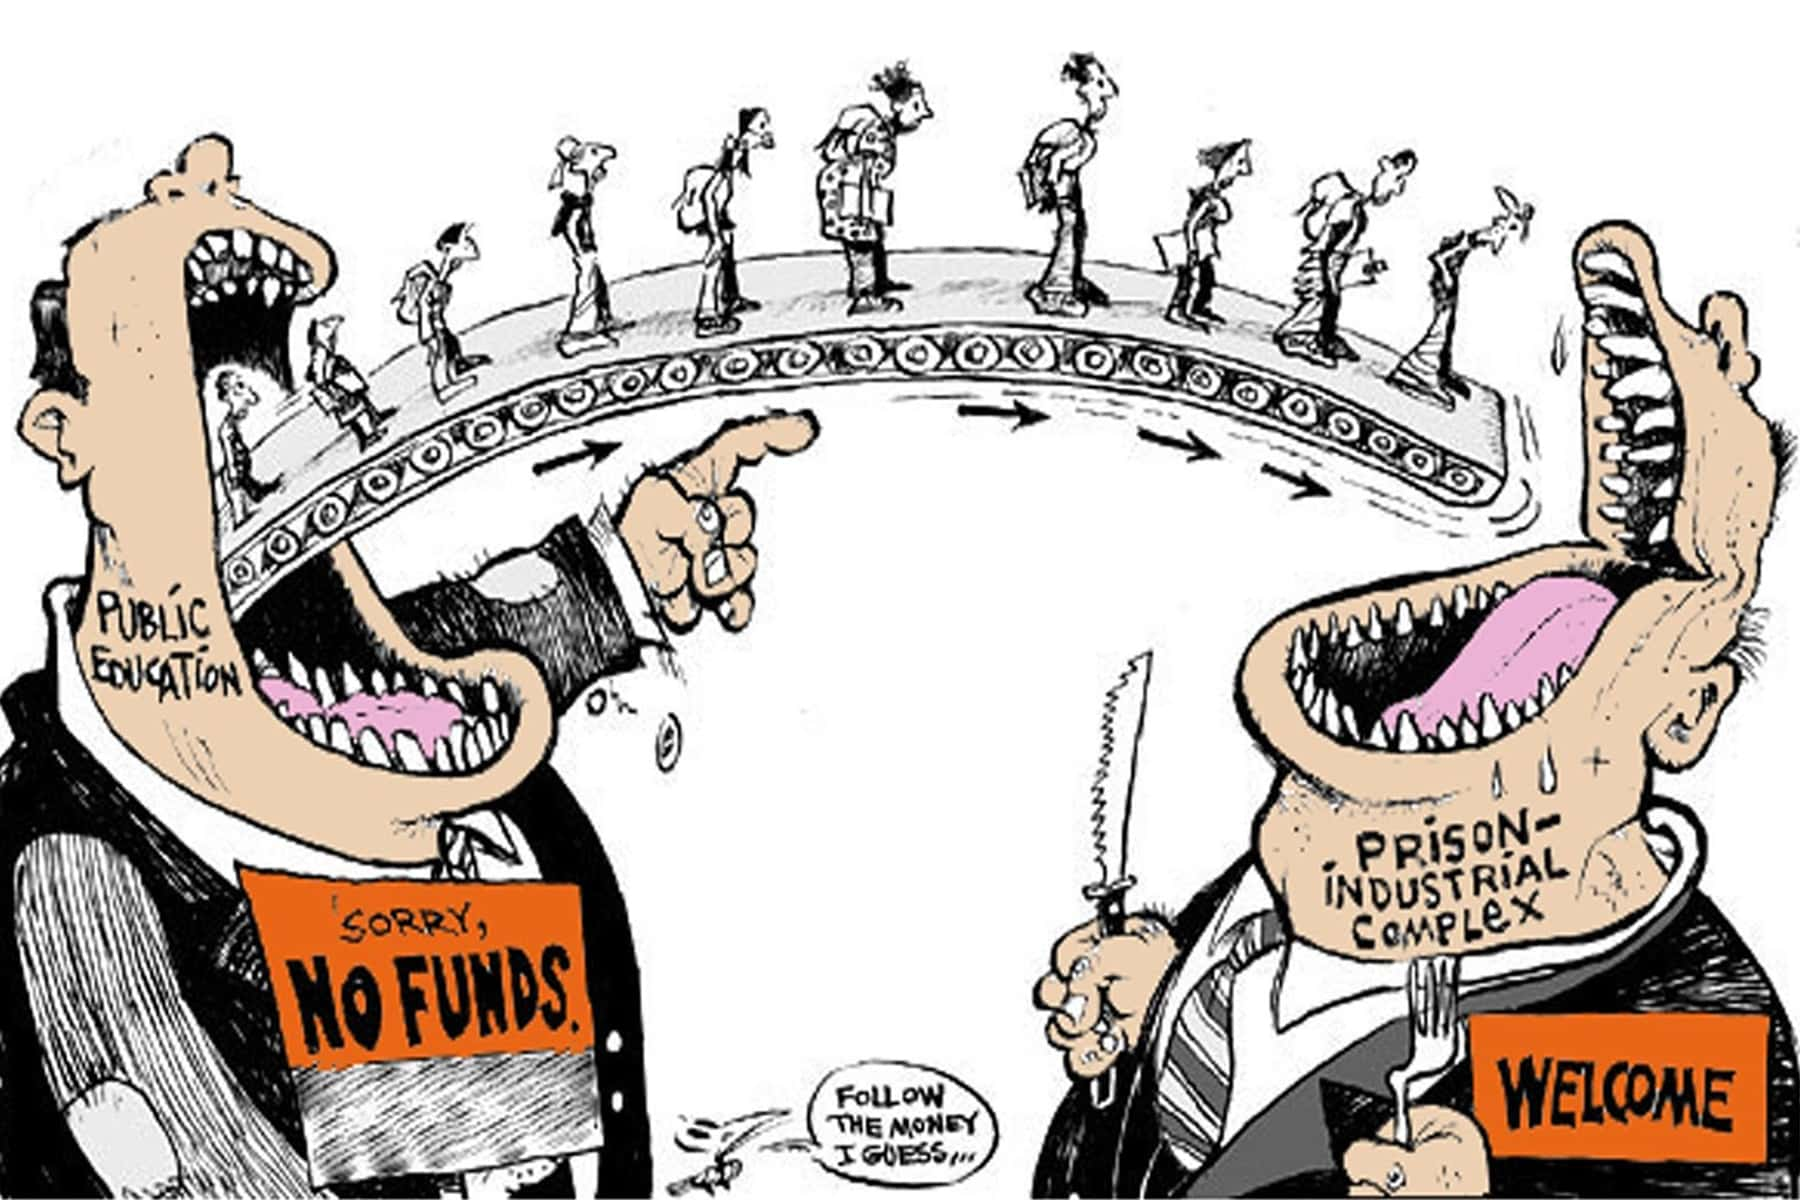 PUBLIC
EDUCATION
'SORRY,
NO FUNDS.
PRISON-
INDUSTRIAL
COMPLEX
WELCOME
FOLLOW
THE MONEY
I GUESS,...